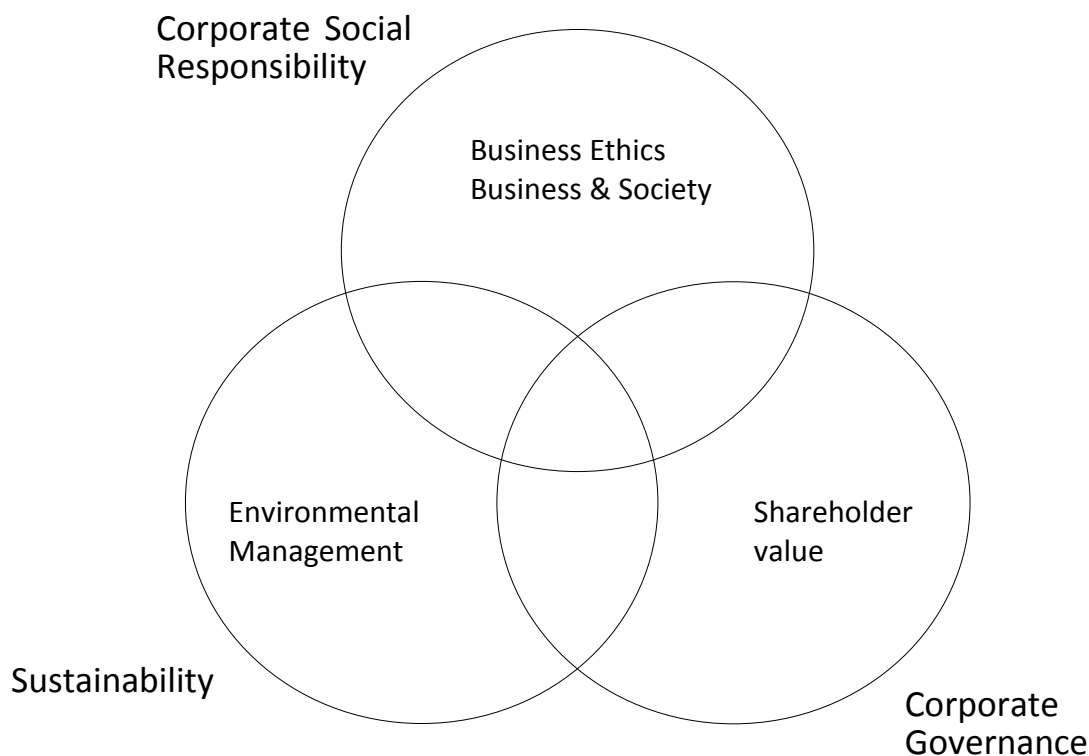 Corporate Social
Responsibility
Business Ethics
Business & Society
Environmental
Management
Shareholder
value
Sustainability
Corporate
Governance